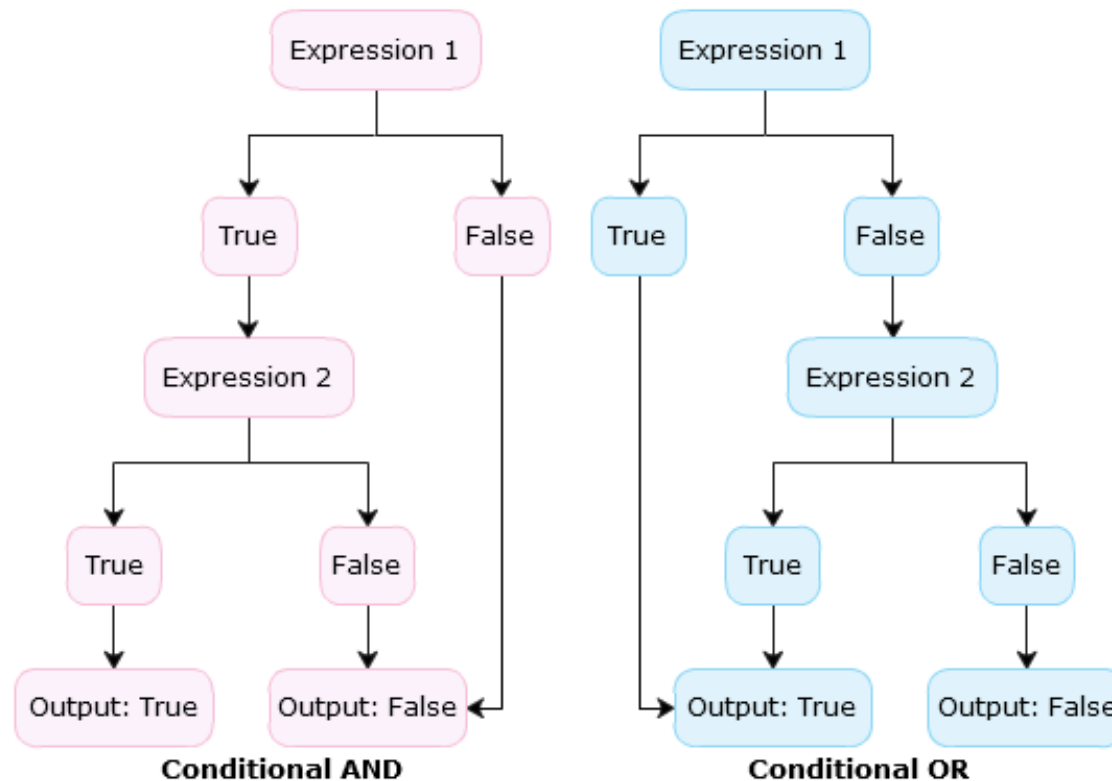 Expression 1
Expression 1
True
False
True
False
Expression 2
Expression 2
True
False
True
False
Output: True
Output: False
Output: True
Output: False
Conditional AND
Conditional OR